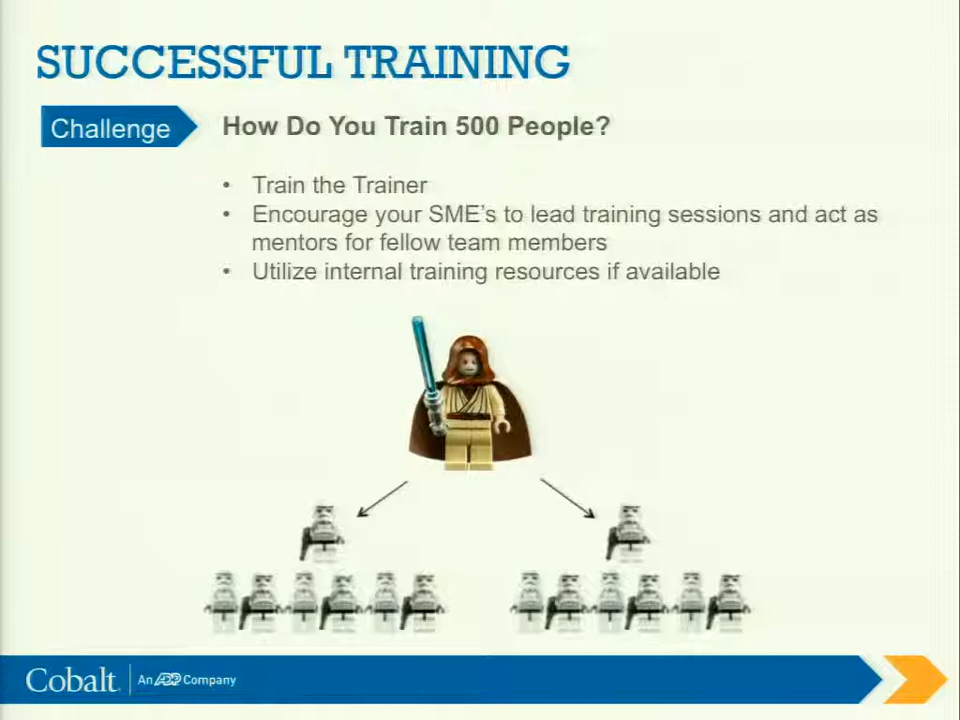 SUCCESSFUL TRAINING
Challenge
How Do You Train 500 People?
• Train the Trainer
• Encourage your SME's to lead training sessions and act as
mentors for fellow team members
• Utilize internal training resources if available
Cobalt. An ADP Company